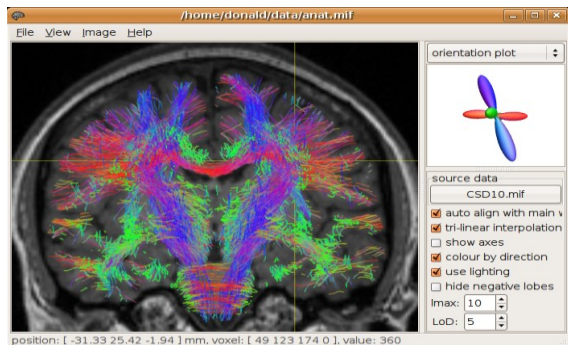 /home/donald/data/anat.mif
File View Image Help
orientation plot
source data
CSD10.mif
auto align with main v
tri-linear interpolation
show axes
colour by direction
use lighting
hide negative lobes
lmax: 10
LoD: 5
position: [ -31.33 25.42 -1.94 ] mm, voxel: [ 49 123 174 0 ], value: 360